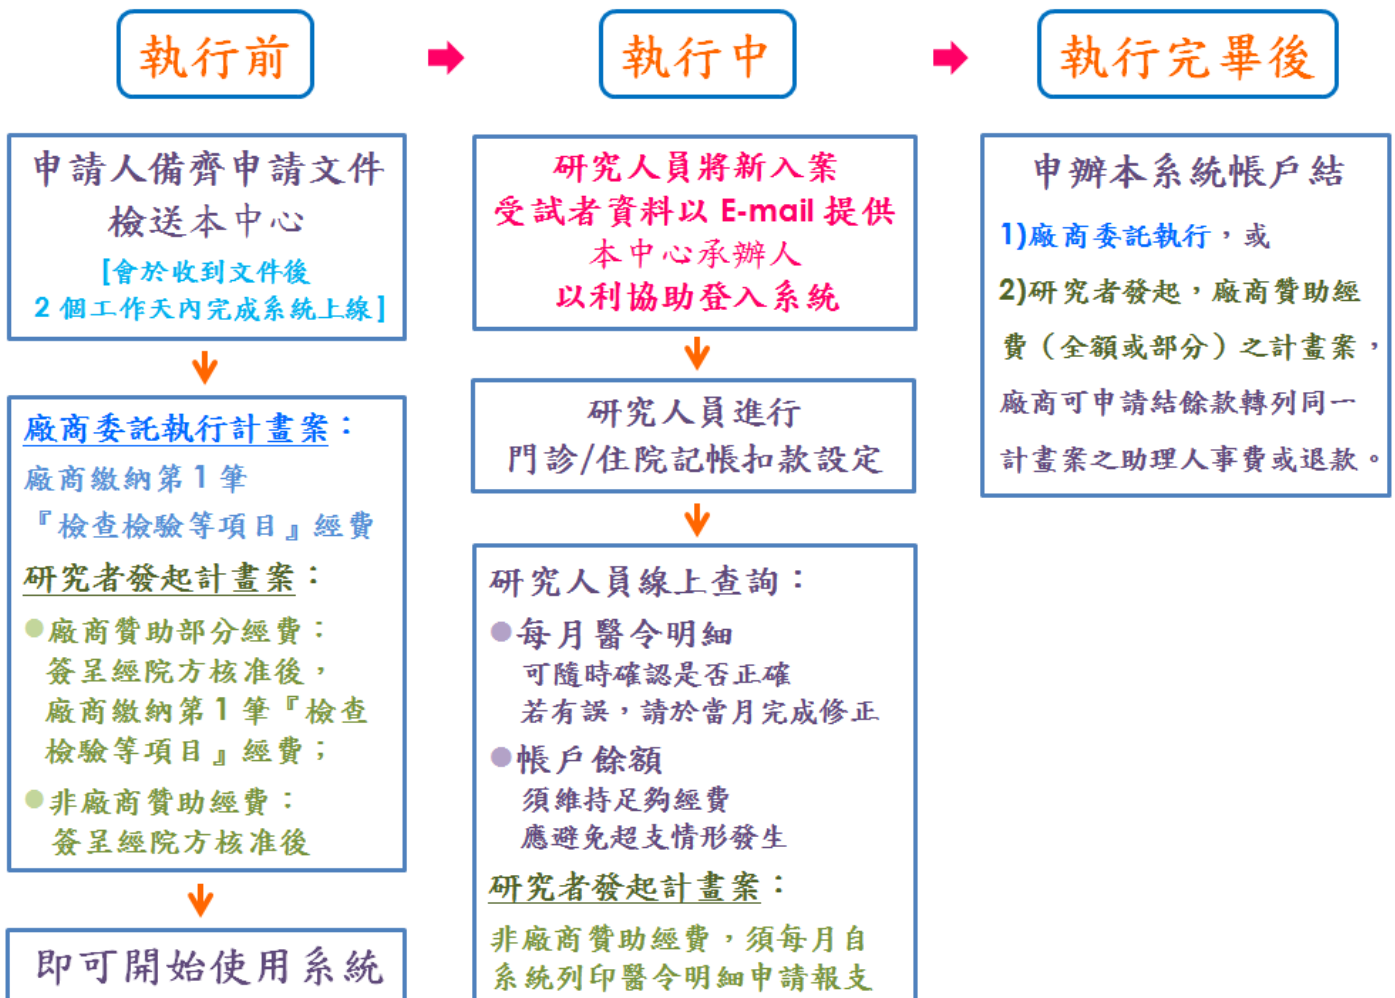 執行前
執行中
執行完畢後
申請人備齊申請文件
檢送本中心
[會於收到文件後
2 個工作天內完成系統上線]
廠商委託執行計畫案：
廠商繳納第 1 筆
『檢查檢驗等項目』經費
研究者發起計畫案：
●廠商贊助部分經費：
簽呈經院方核准後，
廠商繳納第 1 筆『檢查
檢驗等項目』經費；
●非廠商贊助經費：
簽呈經院方核准後
即可開始使用系統
研究人員將新入案
受試者資料以 E-mail 提供
本中心承辦人
以利協助登入系統
研究人員進行
門診/住院記帳扣款設定
研究人員線上查詢：
●每月醫令明細
可隨時確認是否正確
若有誤，請於當月完成修正
●帳戶餘額
須維持足夠經費
應避免超支情形發生
研究者發起計畫案：
非廠商贊助經費，須每月自
系統列印醫令明細申請報支
申辦本系統帳戶結
1)廠商委託執行，或
2)研究者發起，廠商贊助經
費（全額或部分）之計畫案，
廠商可申請結餘款轉列同一
計畫案之助理人事費或退款。